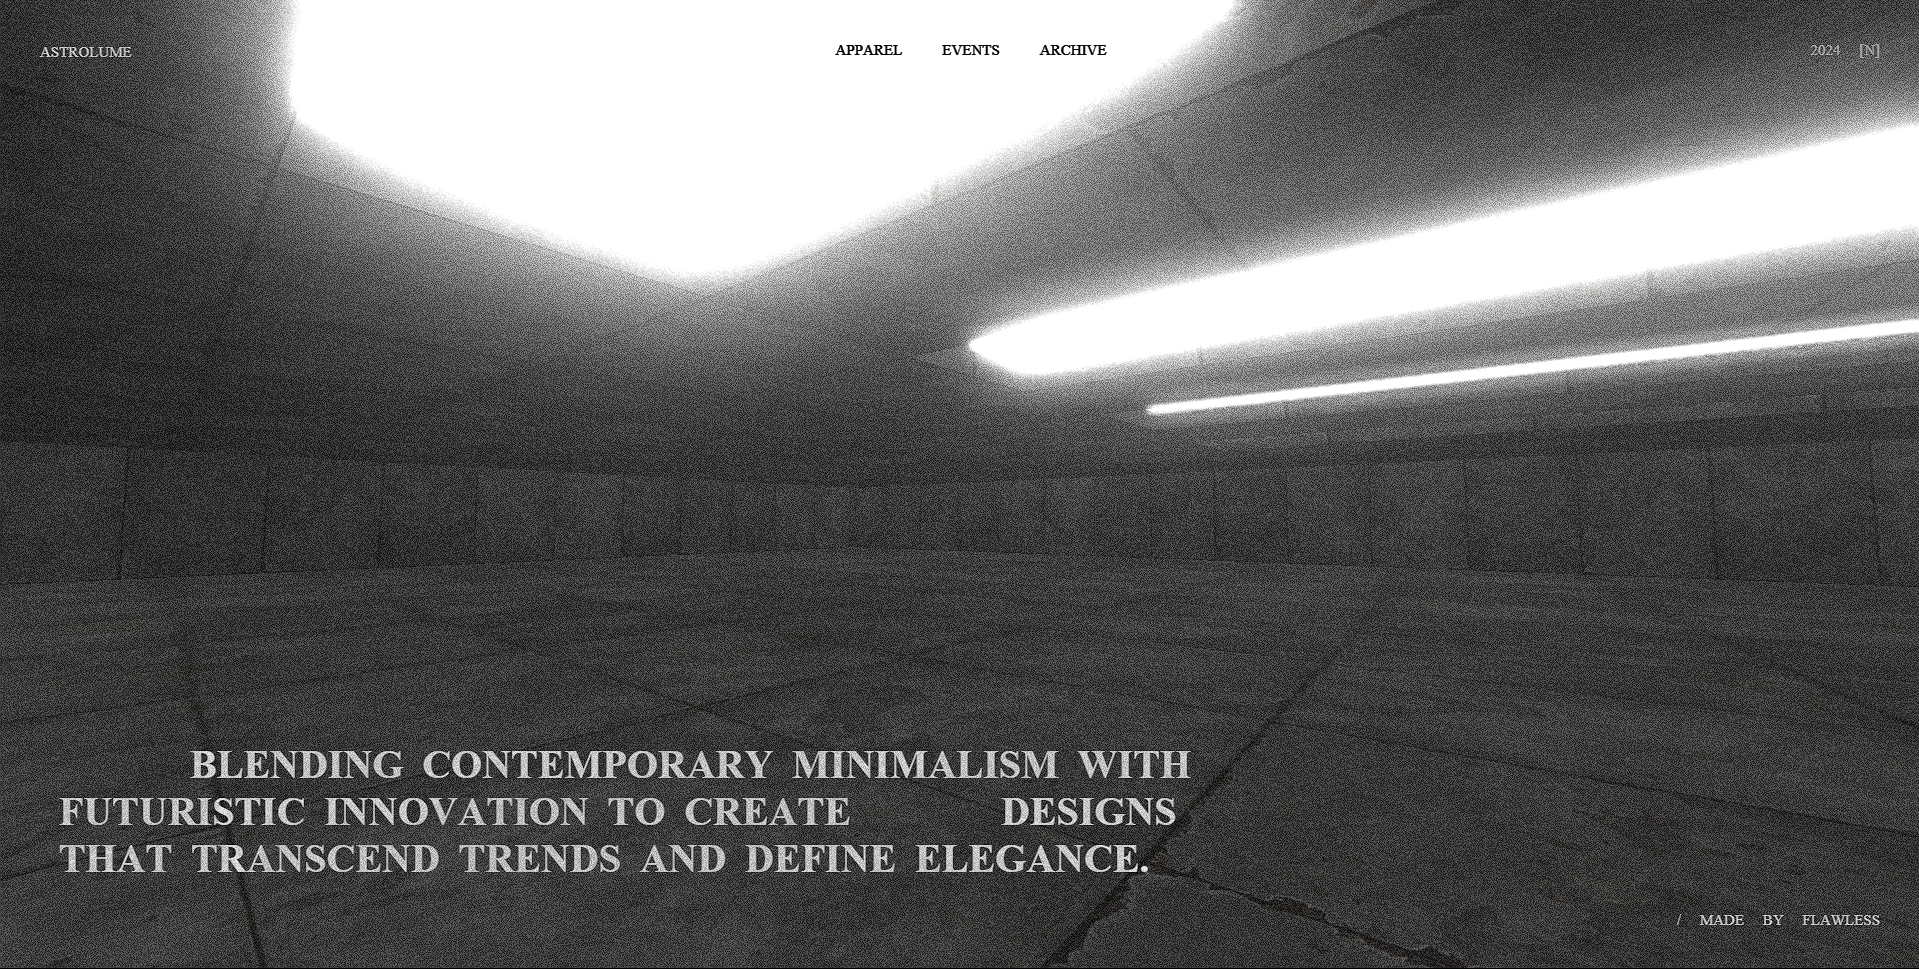 ASTROLUME
APPAREL EVENTS ARCHIVE
2024 [N]
BLENDING CONTEMPORARY MINIMALISM WITH
FUTURISTIC INNOVATION TO CREATE DESIGNS
THAT TRANSCEND TRENDS AND DEFINE ELEGANCE.
/ MADE BY FLAWLESS